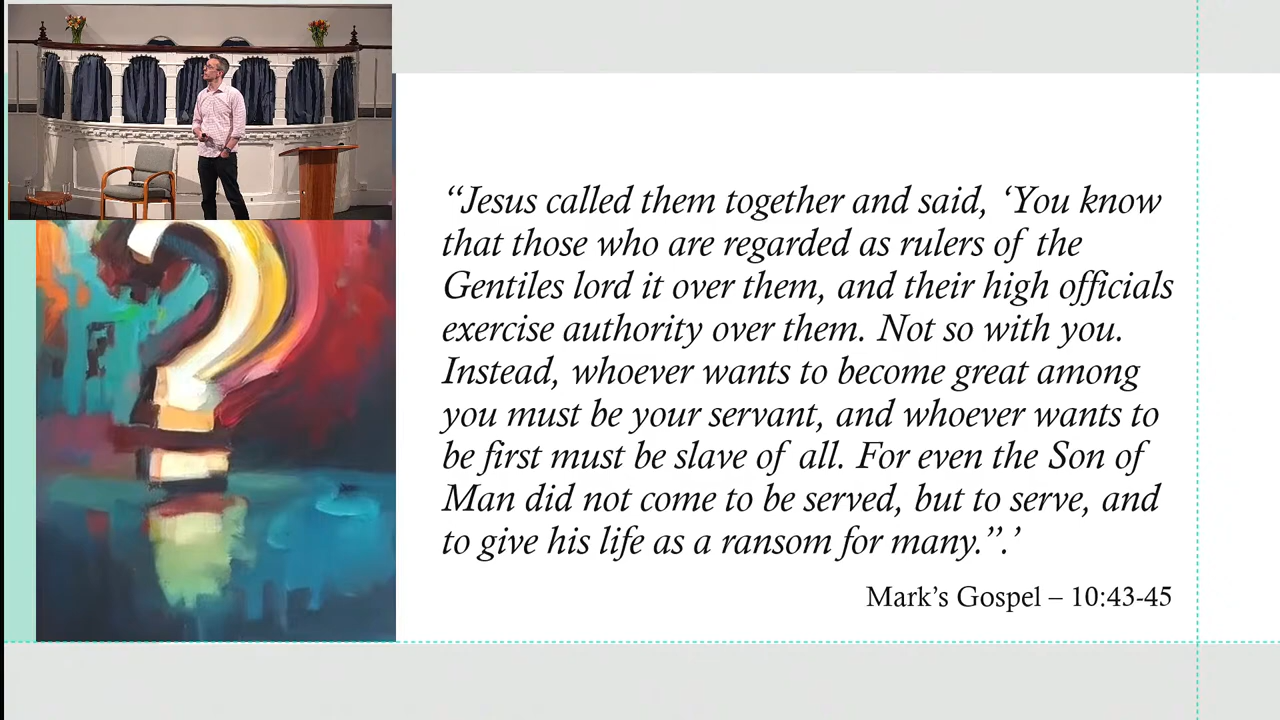 “Jesus called them together and said, ‘You know
that those who are regarded as rulers of the
Gentiles lord it over them, and their high officials
exercise authority over them. Not so with you.
Instead, whoever wants to become great among
you must be your servant, and whoever wants to
be first must be slave of all. For even the Son of
Man did not come to be served, but to serve, and
to give his life as a ransom for many.”.’
Mark’s Gospel – 10:43-45